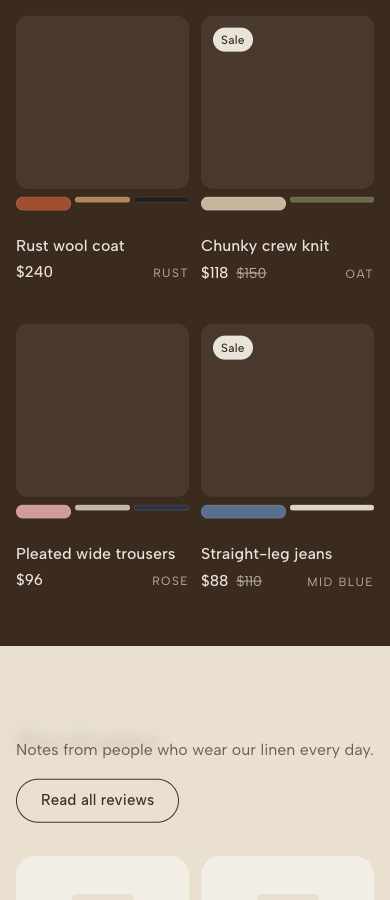 Sale
Rust wool coat
Chunky crew knit
$240
RUST
$118 $150
OAT
Sale
Pleated wide trousers
Straight-leg jeans
$96
ROSE
$88 $110
MID BLUE
Notes from people who wear our linen every day.
Read all reviews